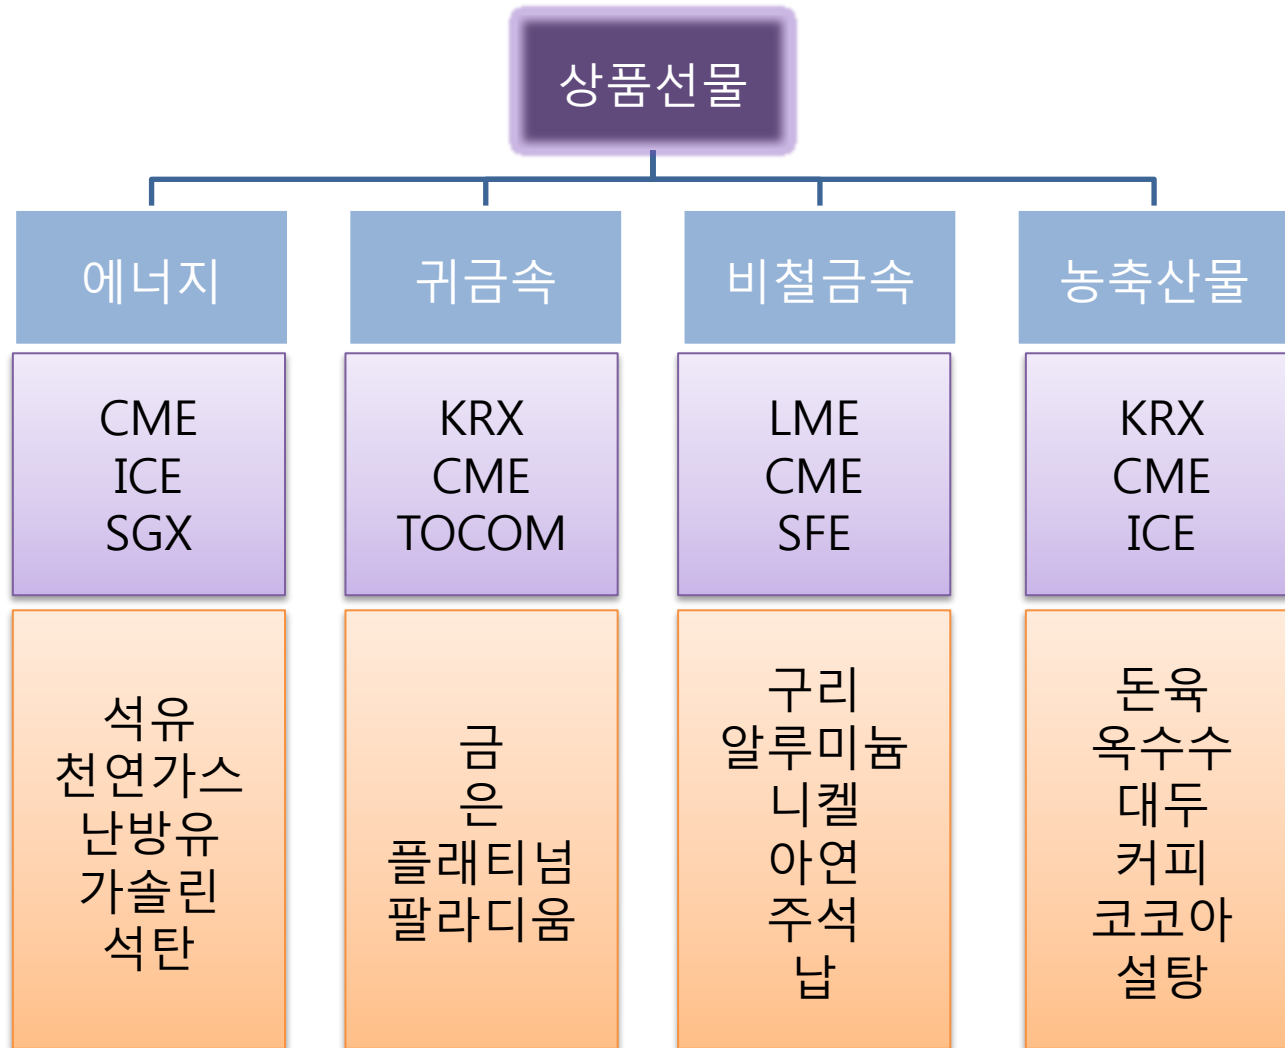 상품선물
에너지
귀금속
비철금속
농축산물
CME
ICE
SGX
KRX
CME
TOCOM
LME
CME
SFE
KRX
CME
ICE
석유
천연가스
난방유
가솔린
석탄
금
은
플래티넘
팔라디움
구리
알루미늄
니켈
아연
주석
납
돈육
옥수수
대두
커피
코코아
설탕